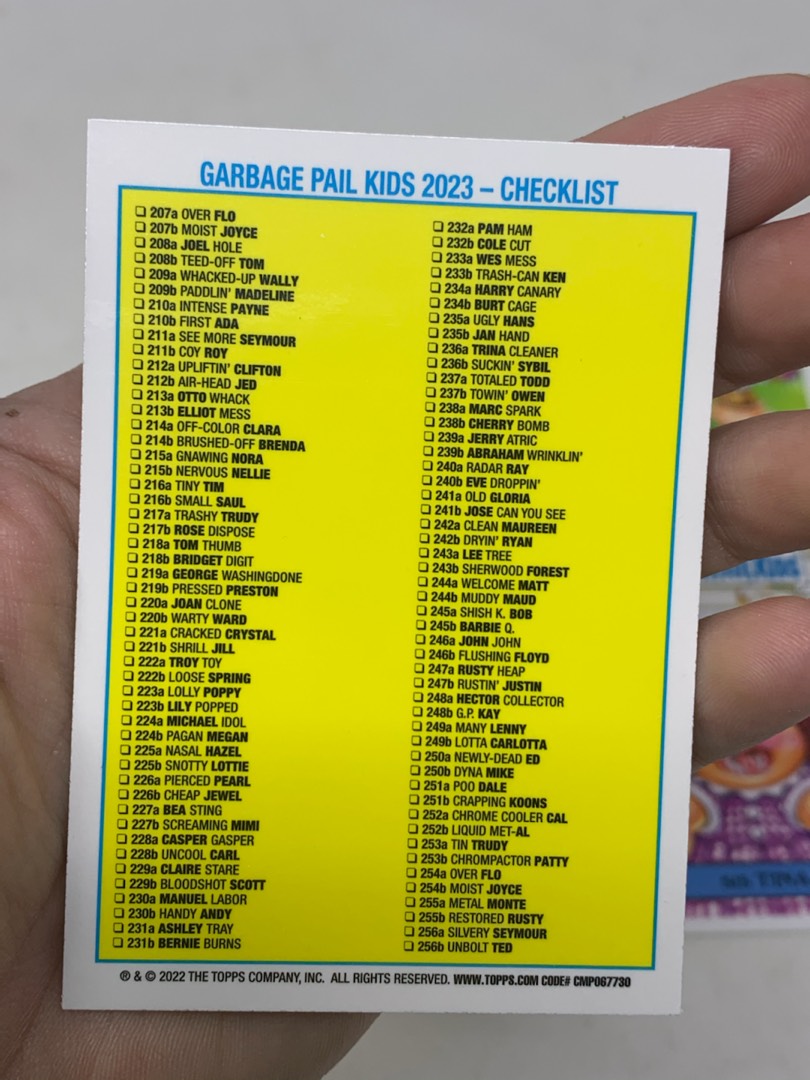 GARBAGE PAIL KIDS 2023 – CHECKLIST
❏ 207a OVER FLO
❏ 207b MOIST JOYCE
❏ 208a JOEL HOLE
❏ 208b TEED-OFF TOM
❏ 209a WHACKED-UP WALLY
❏ 209b PADDLIN' MADELINE
❏ 210a INTENSE PAYNE
❏ 210b FIRST ADA
❏ 211a SEE MORE SEYMOUR
❏ 211b COY ROY
❏ 212a UPLIFTIN' CLIFTON
❏ 212b AIR-HEAD JED
❏ 213a OTTO WHACK
❏ 213b ELLIOT MESS
❏ 214a OFF-COLOR CLARA
❏ 214b BRUSHED-OFF BRENDA
❏ 215a GNAWING NORA
❏ 215b NERVOUS NELLIE
❏ 216a TINY TIM
❏ 216b SMALL SAUL
❏ 217a TRASHY TRUDY
❏ 217b ROSE DISPOSE
❏ 218a TOM THUMB
❏ 218b BRIDGET DIGIT
❏ 219a GEORGE WASHINGDONE
❏ 219b PRESSED PRESTON
❏ 220a JOAN CLONE
❏ 220b WARTY WARD
❏ 221a CRACKED CRYSTAL
❏ 221b SHRILL JILL
❏ 222a TROY TOY
❏ 222b LOOSE SPRING
❏ 223a LOLLY POPPY
❏ 223b LILY POPPED
❏ 224a MICHAEL IDOL
❏ 224b PAGAN MEGAN
❏ 225a NASAL HAZEL
❏ 225b SNOTTY LOTTIE
❏ 226a PIERCED PEARL
❏ 226b CHEAP JEWEL
❏ 227a BEA STING
❏ 227b SCREAMING MIMI
❏ 228a CASPER GASPER
❏ 228b UNCOOL CARL
❏ 229a CLAIRE STARE
❏ 229b BLOODSHOT SCOTT
❏ 230a MANUEL LABOR
❏ 230b HANDY ANDY
❏ 231a ASHLEY TRAY
❏ 231b BERNIE BURNS
❏ 232a PAM HAM
❏ 232b COLE CUT
❏ 233a WES MESS
❏ 233b TRASH-CAN KEN
❏ 234a HARRY CANARY
❏ 234b BURT CAGE
❏ 235a UGLY HANS
❏ 235b JAN HAND
❏ 236a TRINA CLEANER
❏ 236b SUCKIN' SYBIL
❏ 237a TOTALED TODD
❏ 237b TOWIN' OWEN
❏ 238a MARC SPARK
❏ 238b CHERRY BOMB
❏ 239a JERRY ATRIC
❏ 239b ABRAHAM WRINKLIN'
❏ 240a RADAR RAY
❏ 240b EVE DROPPIN'
❏ 241a OLD GLORIA
❏ 241b JOSE CAN YOU SEE
❏ 242a CLEAN MAUREEN
❏ 242b DRYIN' RYAN
❏ 243a LEE TREE
❏ 243b SHERWOOD FOREST
❏ 244a WELCOME MATT
❏ 244b MUDDY MAUD
❏ 245a SHISH K. BOB
❏ 245b BARBIE Q.
❏ 246a JOHN JOHN
❏ 246b FLUSHING FLOYD
❏ 247a RUSTY HEAP
❏ 247b RUSTIN' JUSTIN
❏ 248a HECTOR COLLECTOR
❏ 248b G.P. KAY
❏ 249a MANY LENNY
❏ 249b LOTTA CARLOTTA
❏ 250a NEWLY-DEAD ED
❏ 250b DYNA MIKE
❏ 251a POO DALE
❏ 251b CRAPPING KOONS
❏ 252a CHROME COOLER CAL
❏ 252b LIQUID MET-AL
❏ 253a TIN TRUDY
❏ 253b CHROMPACTOR PATTY
❏ 254a OVER FLO
❏ 254b MOIST JOYCE
❏ 255a METAL MONTE
❏ 255b RESTORED RUSTY
❏ 256a SILVERY SEYMOUR
❏ 256b UNBOLT TED
® & © 2022 THE TOPPS COMPANY, INC. ALL RIGHTS RESERVED. WWW.TOPPS.COM CODE# CMP067730